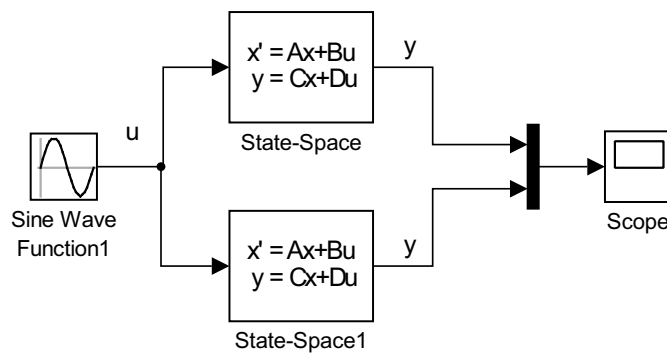 x' = Ax+Bu
y = Cx+Du
State-Space
y
u
Sine Wave
Function1
Scope
x' = Ax+Bu
y = Cx+Du
State-Space1
y